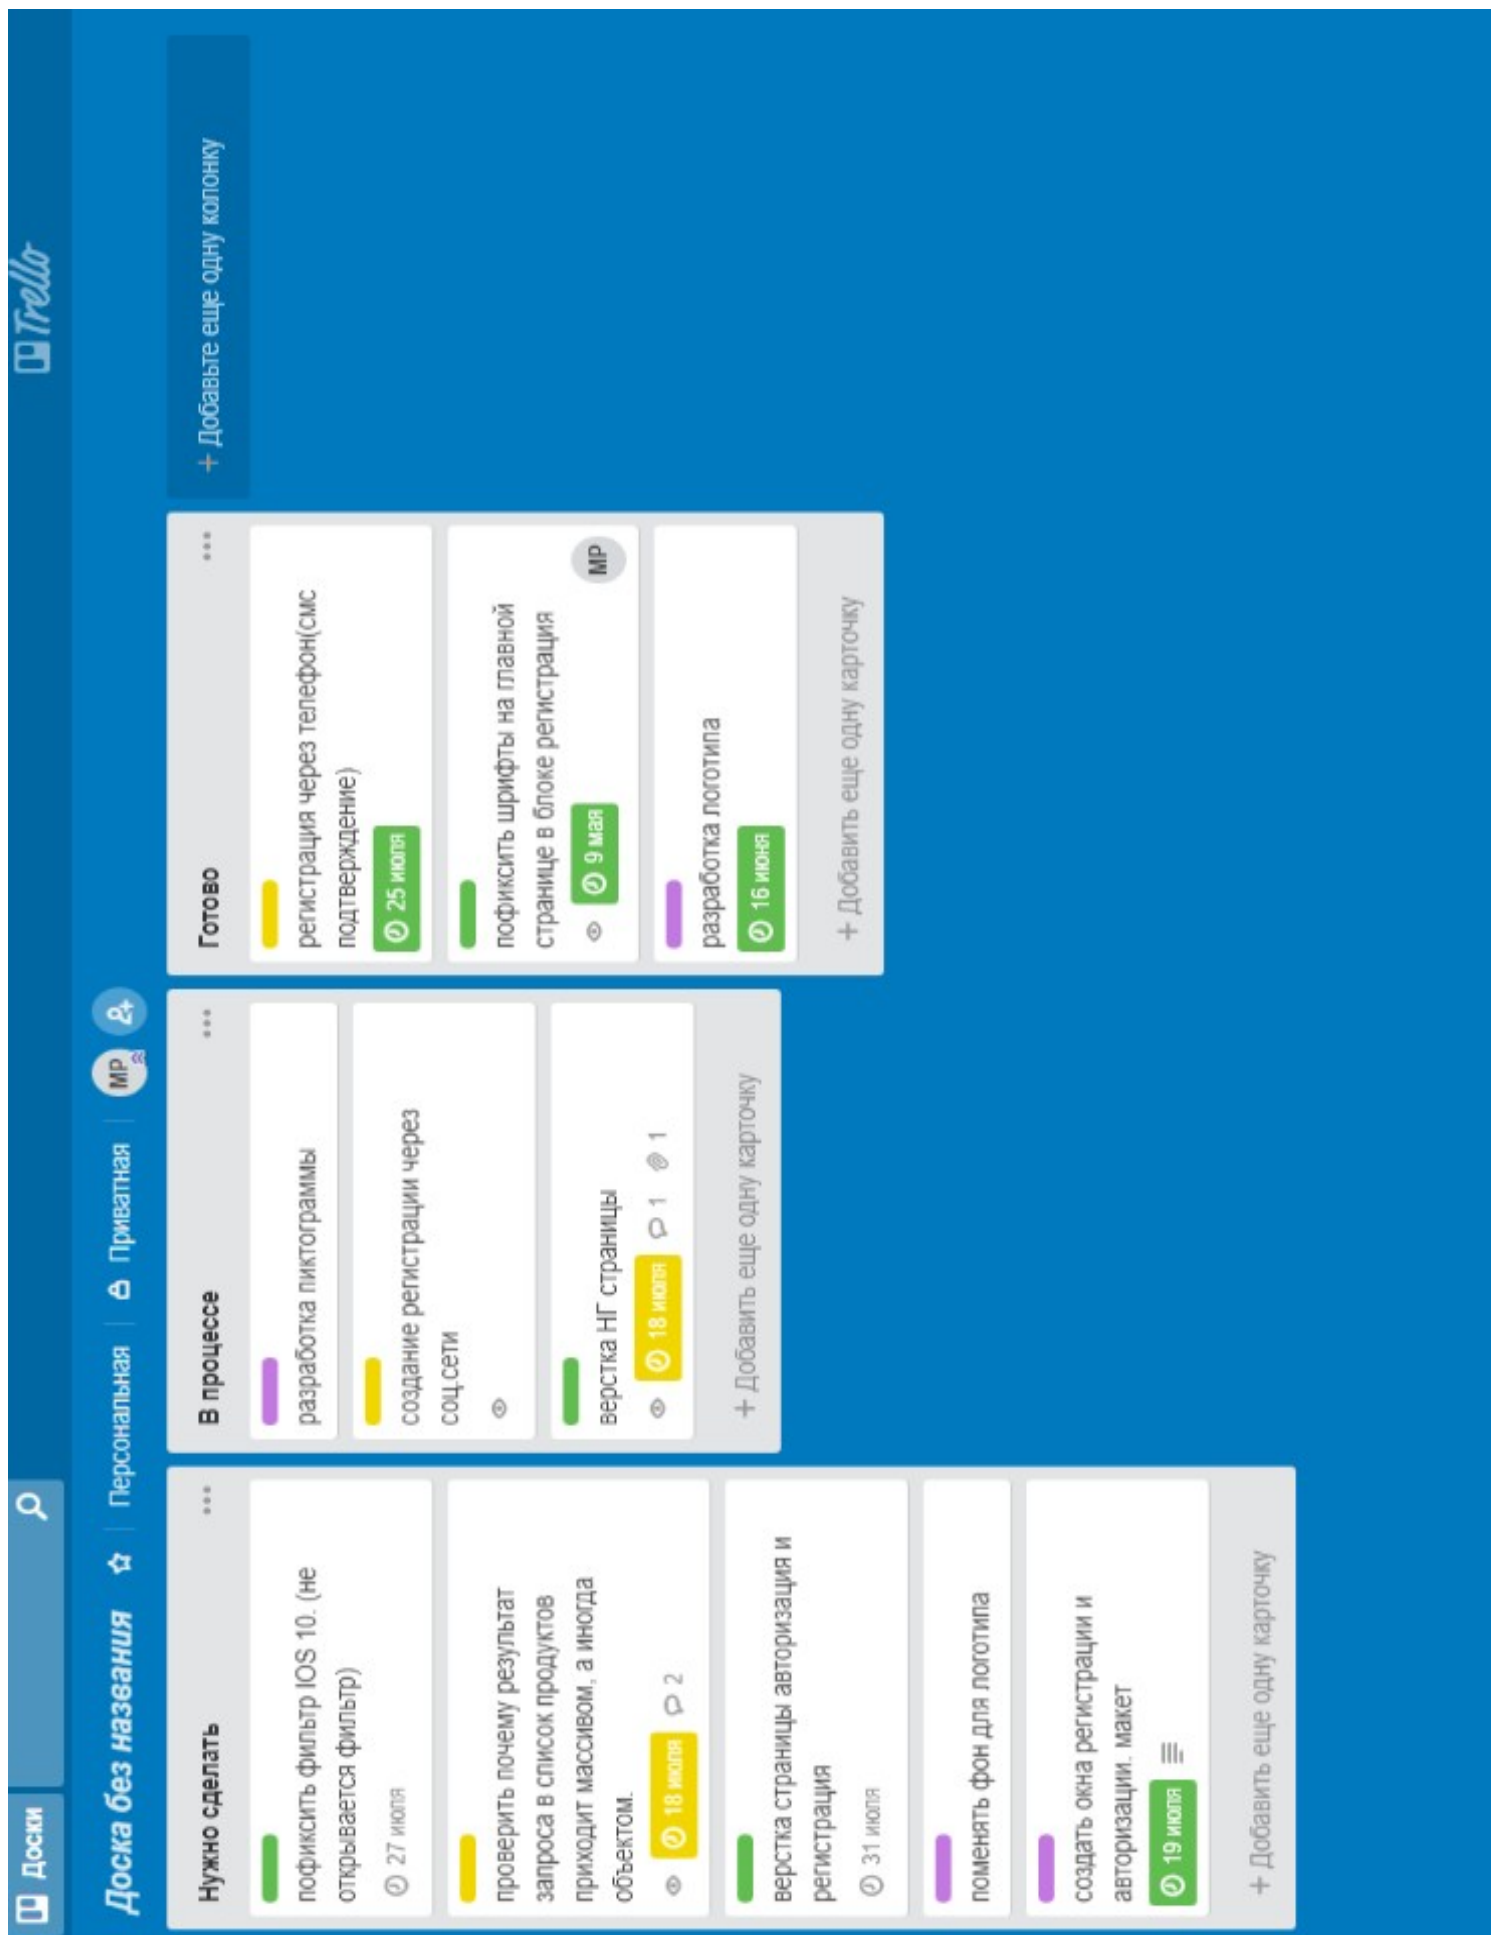 Доски
Trello
Доска без названия
Персональная
Приватная
MP
Нужно сделать
пофиксить фильтр IOS 10. (не
открывается фильтр)
27 июля
проверить почему результат
запроса в список продуктов
приходит массивом, а иногда
объектом.
18 июля 2
верстка страницы авторизация и
регистрация
31 июля
поменять фон для логотипа
создать окна регистрации и
авторизации. макет
19 июля
+ Добавить еще одну карточку
В процессе
разработка пиктограммы
создание регистрации через
соц.сети
верстка НГ страницы
18 июля 1 1
+ Добавить еще одну карточку
Готово
регистрация через телефон(смс
подтверждение)
25 июля
пофиксить шрифты на главной
странице в блоке регистрация
9 мая
MP
разработка логотипа
16 июня
+ Добавить еще одну карточку
+ Добавьте еще одну колонку